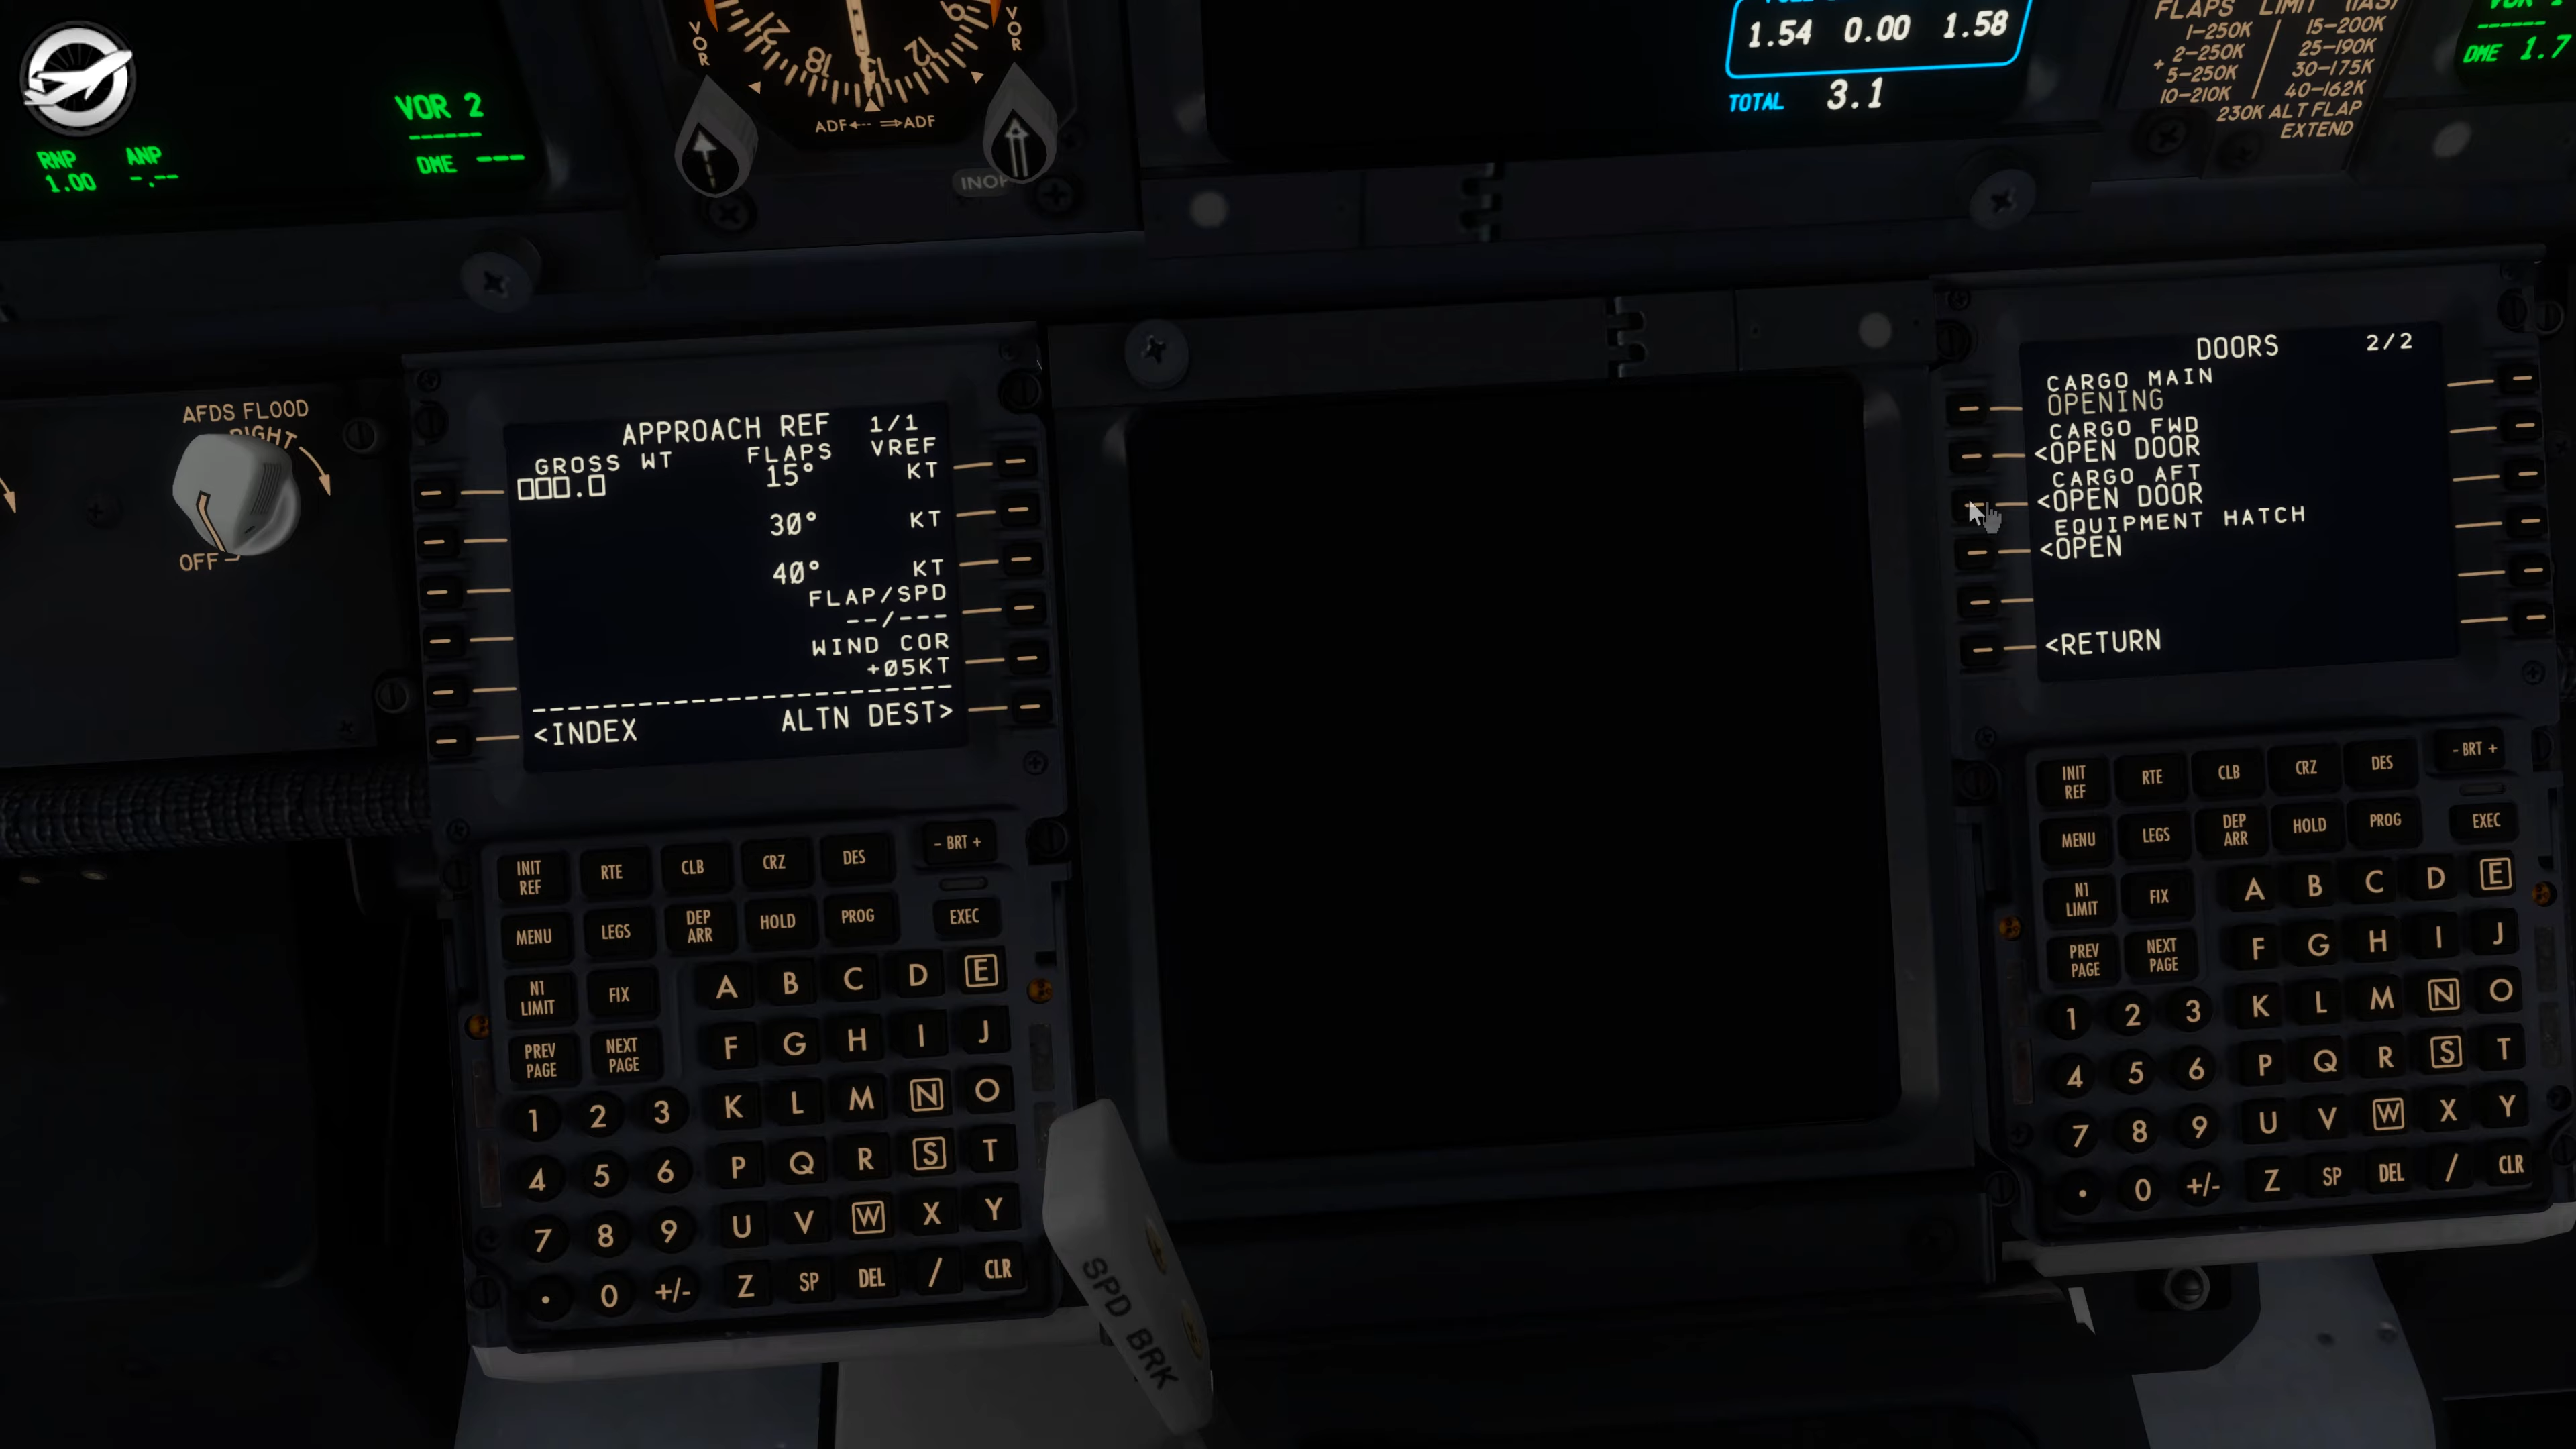 VOR 2
------
DME ---
RNP ANP
1.00 -.--
VOR
VOR
21
18
15
12
ADF ADF
INOP
1.54 0.00 1.58
TOTAL 3.1
FLAPS LIMIT (IAS)
1-250K 15-200K
2-250K 25-190K
+ 5-250K 30-175K
10-210K 40-162K
230K ALT FLAP
EXTEND
------
DME 1.7
AFDS FLOOD
OFF
APPROACH REF 1/1
GROSS WT FLAPS VREF
□□□.□ 15° KT
30° KT
40° KT
FLAP/SPD
--/---
WIND COR
+05KT
------------------------
<INDEX ALTN DEST>
DOORS 2/2
CARGO MAIN
OPENING
CARGO FWD
<OPEN DOOR
CARGO AFT
<OPEN DOOR
EQUIPMENT HATCH
<OPEN
<RETURN
INIT REF RTE CLB CRZ DES - BRT +
MENU LEGS DEP ARR HOLD PROG EXEC
N1 LIMIT FIX A B C D E
PREV PAGE NEXT PAGE F G H I J
1 2 3 K L M N O
4 5 6 P Q R S T
7 8 9 U V W X Y
. 0 +/- Z SP DEL / CLR
INIT REF RTE CLB CRZ DES - BRT +
MENU LEGS DEP ARR HOLD PROG EXEC
N1 LIMIT FIX A B C D E
PREV PAGE NEXT PAGE F G H I J
1 2 3 K L M N O
4 5 6 P Q R S T
7 8 9 U V W X Y
. 0 +/- Z SP DEL / CLR
SPD BRK